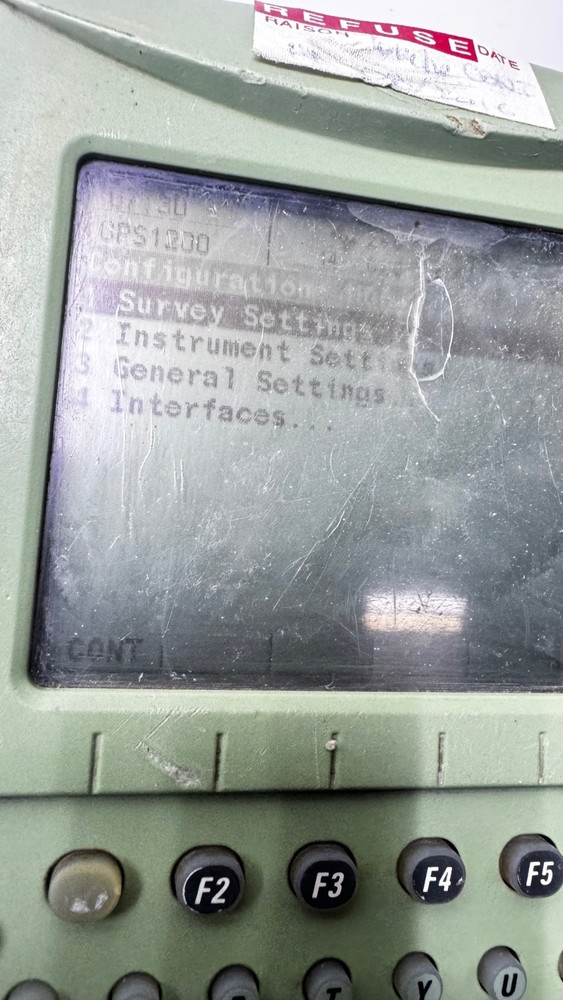 REFUSE
RAISON
DATE
GPS1200
Configuration
1 Survey Settings
2 Instrument Settings
3 General Settings...
4 Interfaces...
CONT
F2
F3
F4
F5
T
Y
U